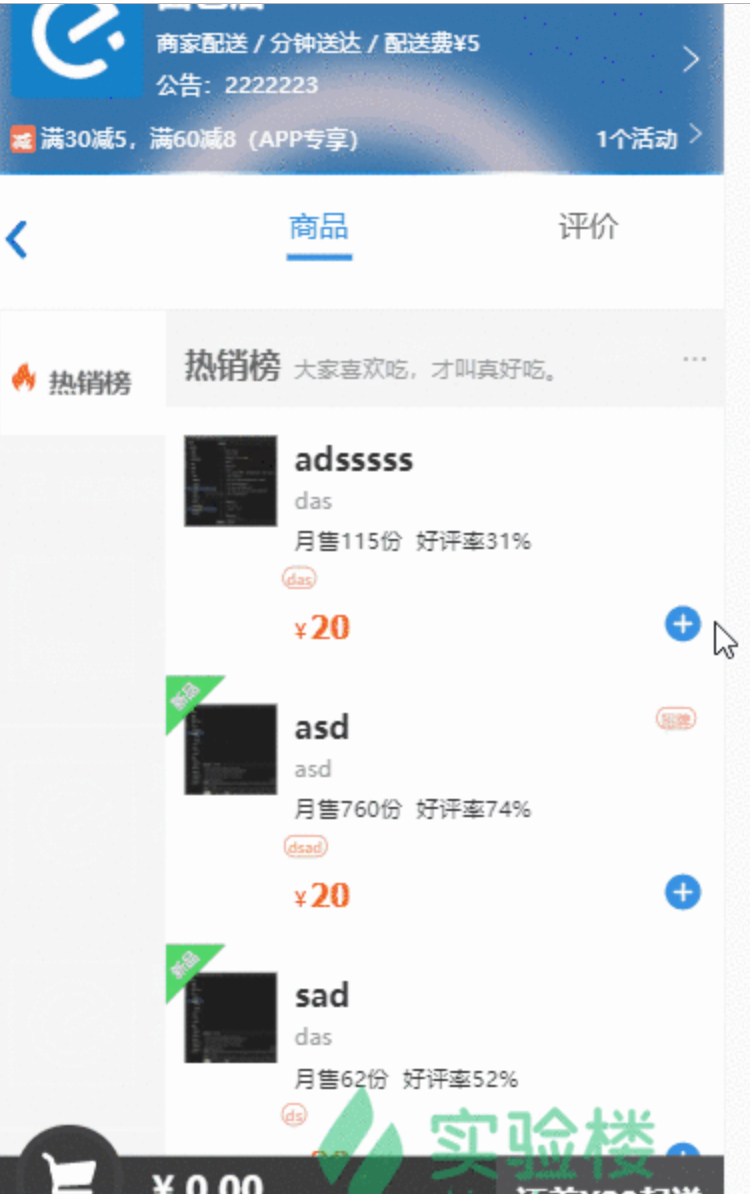 商家配送 / 分钟送达 / 配送费¥5
公告：2222223
减 满30减5，满60减8（APP专享）
1个活动
商品
评价
热销榜
热销榜 大家喜欢吃，才叫真好吃。
...
adsssss
das
月售115份 好评率31%
das
¥20
新品
asd
asd
月售760份 好评率74%
dsad
¥20
新品
sad
das
月售62份 好评率52%
ds
实验楼
¥ 0.00